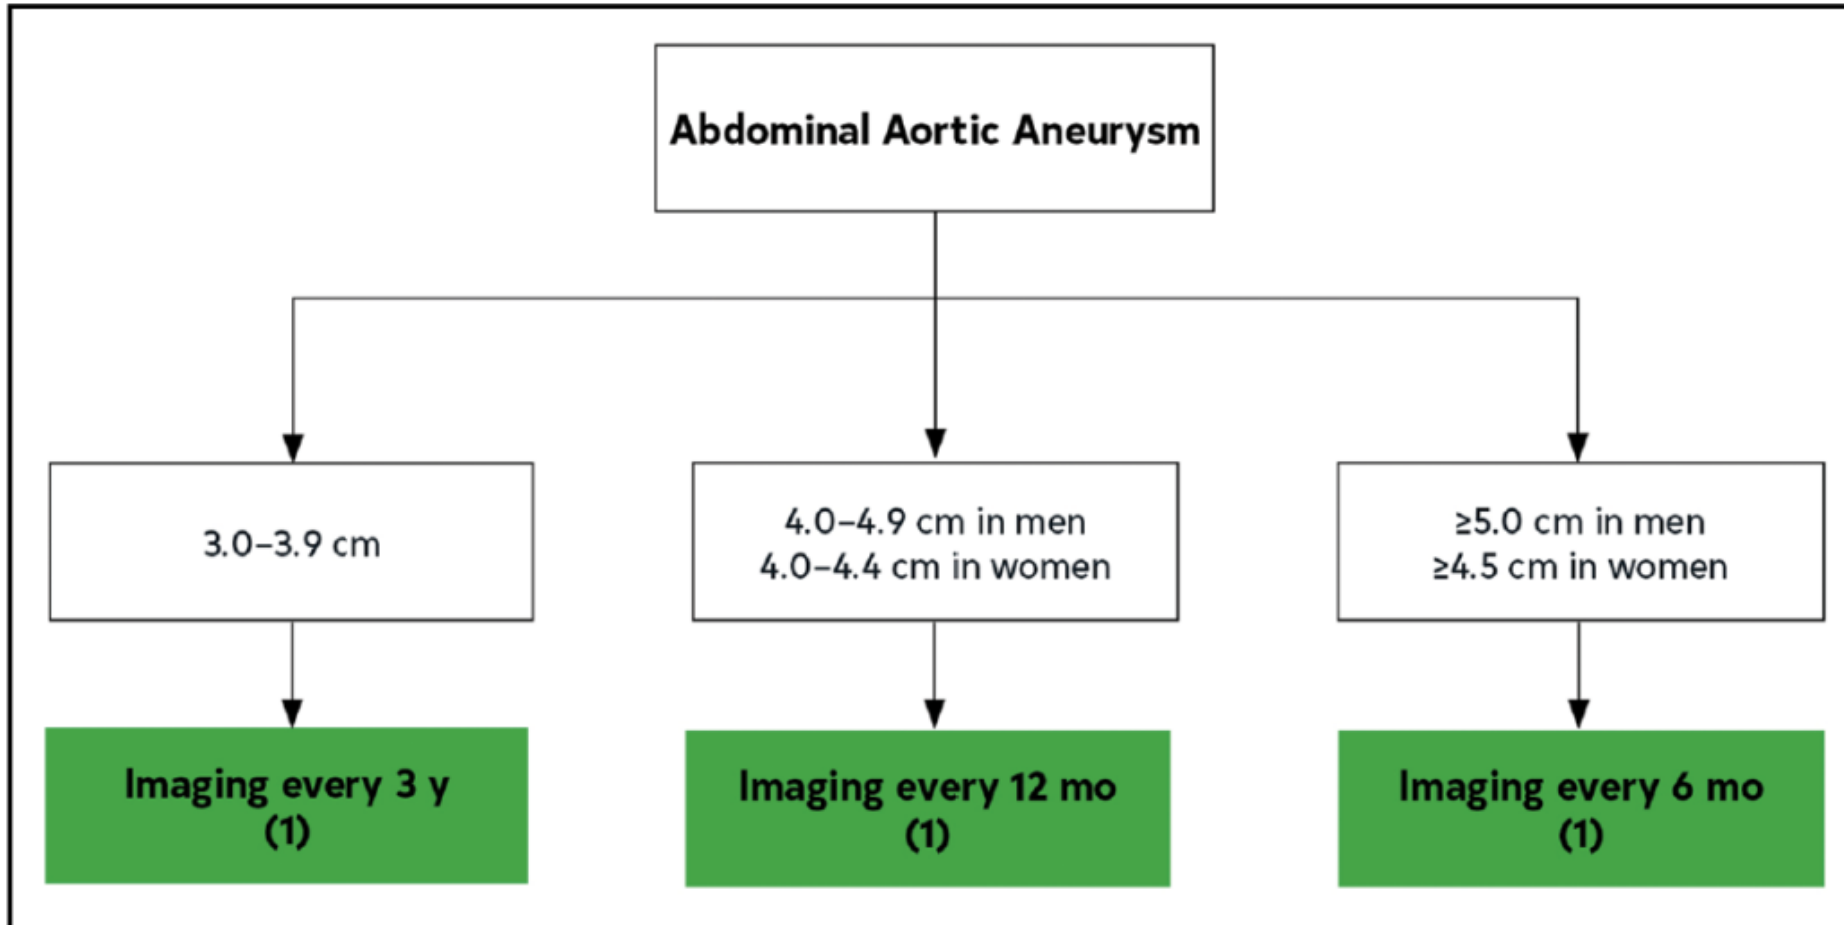 Abdominal Aortic Aneurysm
3.0–3.9 cm
4.0–4.9 cm in men
4.0–4.4 cm in women
≥5.0 cm in men
≥4.5 cm in women
Imaging every 3 y
(1)
Imaging every 12 mo
(1)
Imaging every 6 mo
(1)